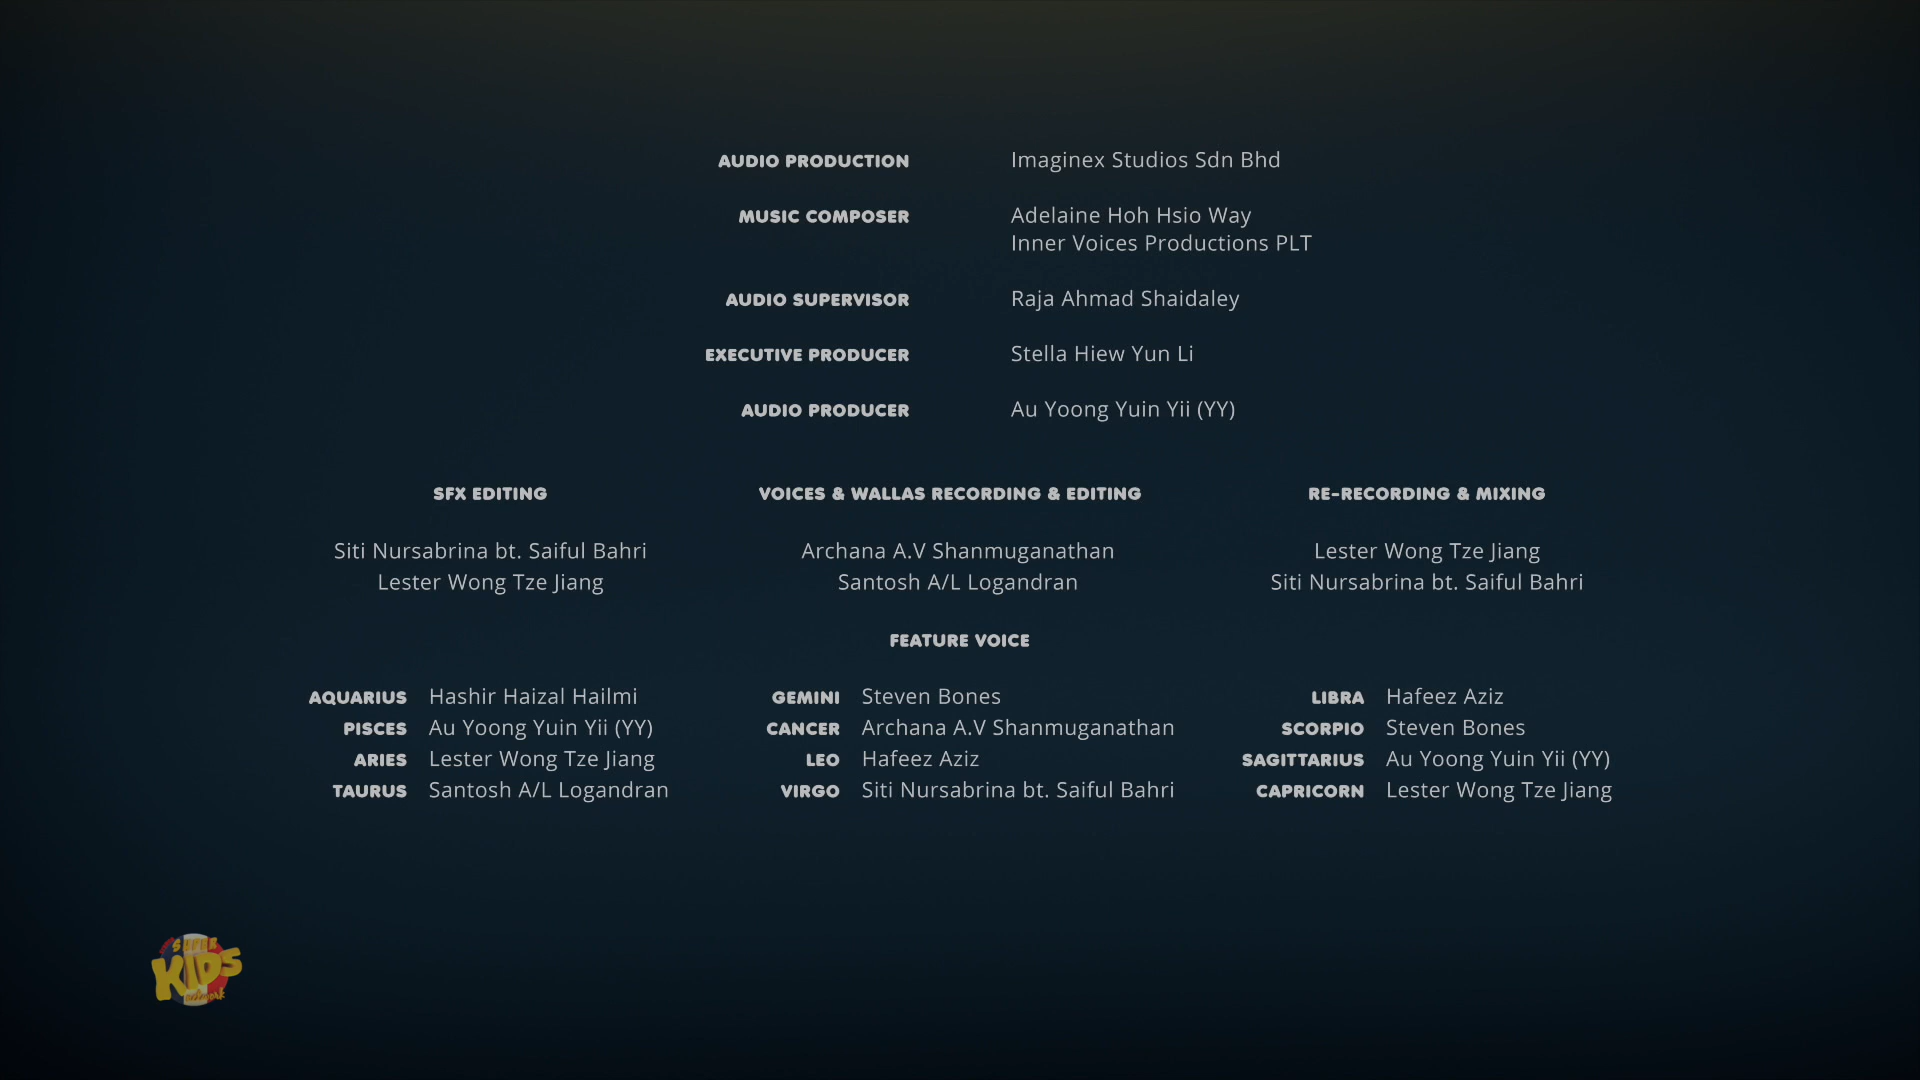 AUDIO PRODUCTION Imaginex Studios Sdn Bhd
MUSIC COMPOSER Adelaine Hoh Hsio Way
Inner Voices Productions PLT
AUDIO SUPERVISOR Raja Ahmad Shaidaley
EXECUTIVE PRODUCER Stella Hiew Yun Li
AUDIO PRODUCER Au Yoong Yuin Yii (YY)
SFX EDITING VOICES & WALLAS RECORDING & EDITING RE-RECORDING & MIXING
Siti Nursabrina bt. Saiful Bahri Archana A.V Shanmuganathan Lester Wong Tze Jiang
Lester Wong Tze Jiang Santosh A/L Logandran Siti Nursabrina bt. Saiful Bahri
FEATURE VOICE
AQUARIUS Hashir Haizal Hailmi GEMINI Steven Bones LIBRA Hafeez Aziz
PISCES Au Yoong Yuin Yii (YY) CANCER Archana A.V Shanmuganathan SCORPIO Steven Bones
ARIES Lester Wong Tze Jiang LEO Hafeez Aziz SAGITTARIUS Au Yoong Yuin Yii (YY)
TAURUS Santosh A/L Logandran VIRGO Siti Nursabrina bt. Saiful Bahri CAPRICORN Lester Wong Tze Jiang
SUPER
KIDS
network